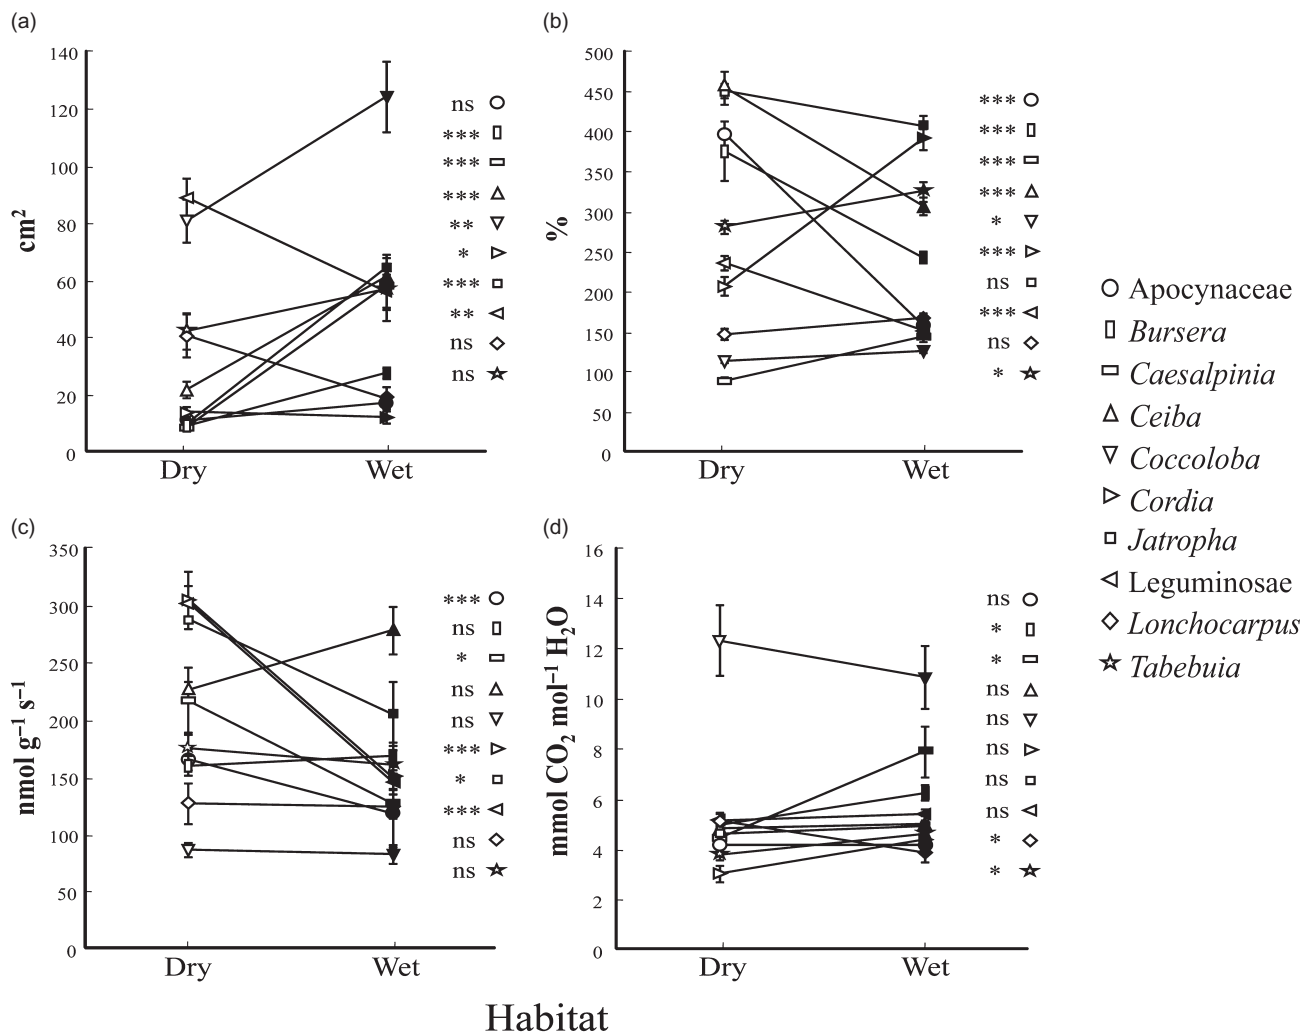 (a)
cm²
140
120
100
80
60
40
20
0
Dry Wet
ns
***
***
***
**
*
***
**
ns
ns
(b)
%
500
450
400
350
300
250
200
150
100
50
0
Dry Wet
***
***
***
***
*
***
ns
***
ns
*
(c)
nmol g⁻¹ s⁻¹
350
300
250
200
150
100
50
0
Dry Wet
***
ns
*
ns
ns
***
*
***
ns
ns
(d)
mmol CO₂ mol⁻¹ H₂O
16
14
12
10
8
6
4
2
0
Dry Wet
ns
*
*
ns
ns
ns
ns
ns
*
*
Apocynaceae
Bursera
Caesalpinia
Ceiba
Coccoloba
Cordia
Jatropha
Leguminosae
Lonchocarpus
Tabebuia
Habitat